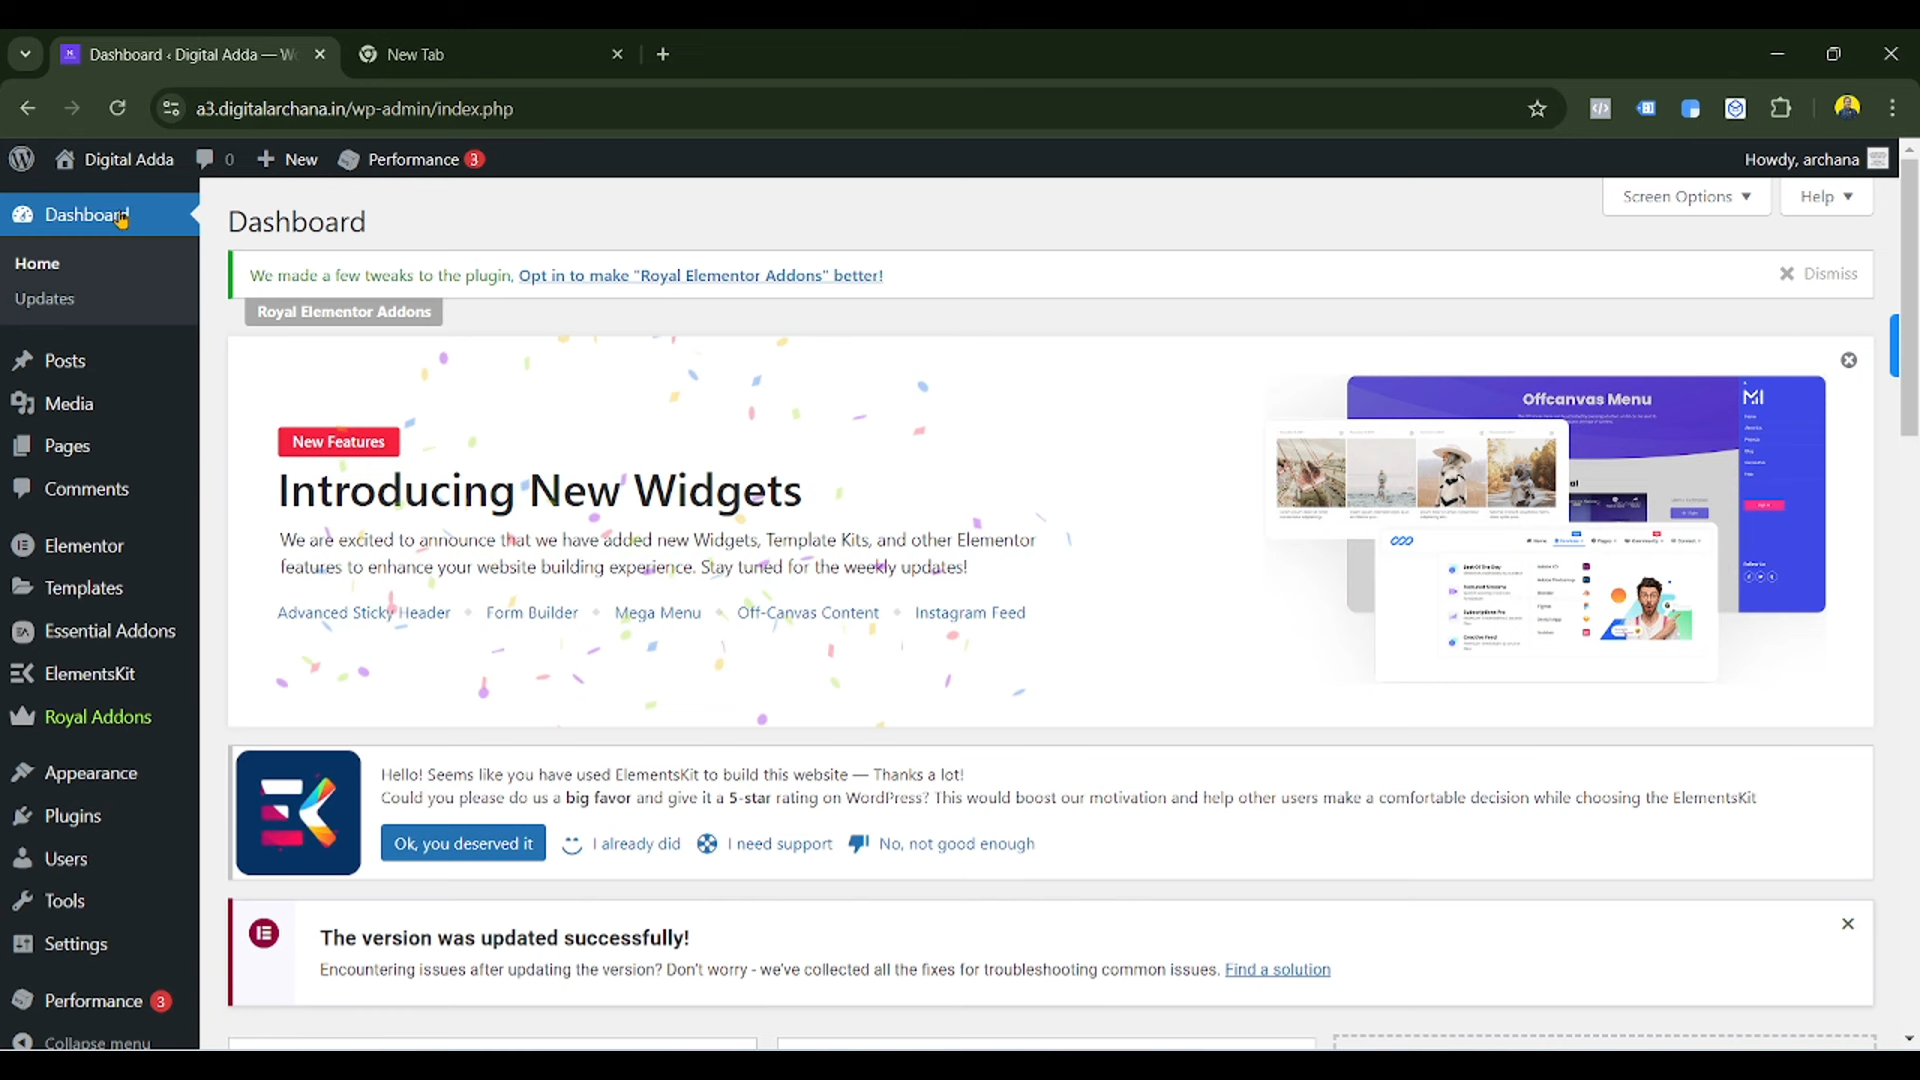 Dashboard ‹ Digital Adda — W
New Tab
a3.digitalarchana.in/wp-admin/index.php
Digital Adda
0
New
Performance 3
Howdy, archana
Dashboard
Home
Updates
Posts
Media
Pages
Comments
Elementor
Templates
Essential Addons
ElementsKit
Royal Addons
Appearance
Plugins
Users
Tools
Settings
Performance 3
Collapse menu
Screen Options
Help
Dashboard
We made a few tweaks to the plugin, Opt in to make "Royal Elementor Addons" better!
Dismiss
Royal Elementor Addons
New Features
Introducing New Widgets
We are excited to announce that we have added new Widgets, Template Kits, and other Elementor
features to enhance your website building experience. Stay tuned for the weekly updates!
Advanced Sticky Header
Form Builder
Mega Menu
Off-Canvas Content
Instagram Feed
Offcanvas Menu
Hello! Seems like you have used ElementsKit to build this website — Thanks a lot!
Could you please do us a big favor and give it a 5-star rating on WordPress? This would boost our motivation and help other users make a comfortable decision while choosing the ElementsKit
Ok, you deserved it
I already did
I need support
No, not good enough
The version was updated successfully!
Encountering issues after updating the version? Don't worry - we've collected all the fixes for troubleshooting common issues. Find a solution